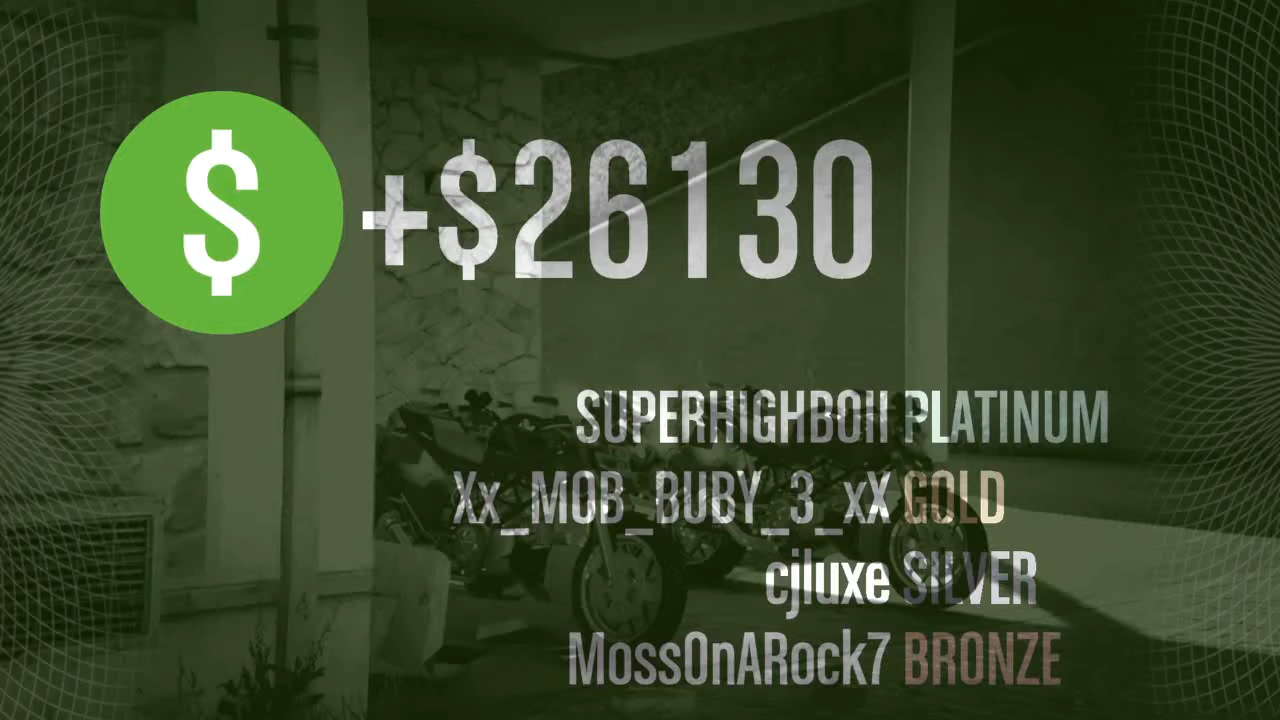 $ +$26130
SUPERHIGHBOII PLATINUM
Xx_MOB_BUBY_3_xX GOLD
cjluxe SILVER
MossOnARock7 BRONZE